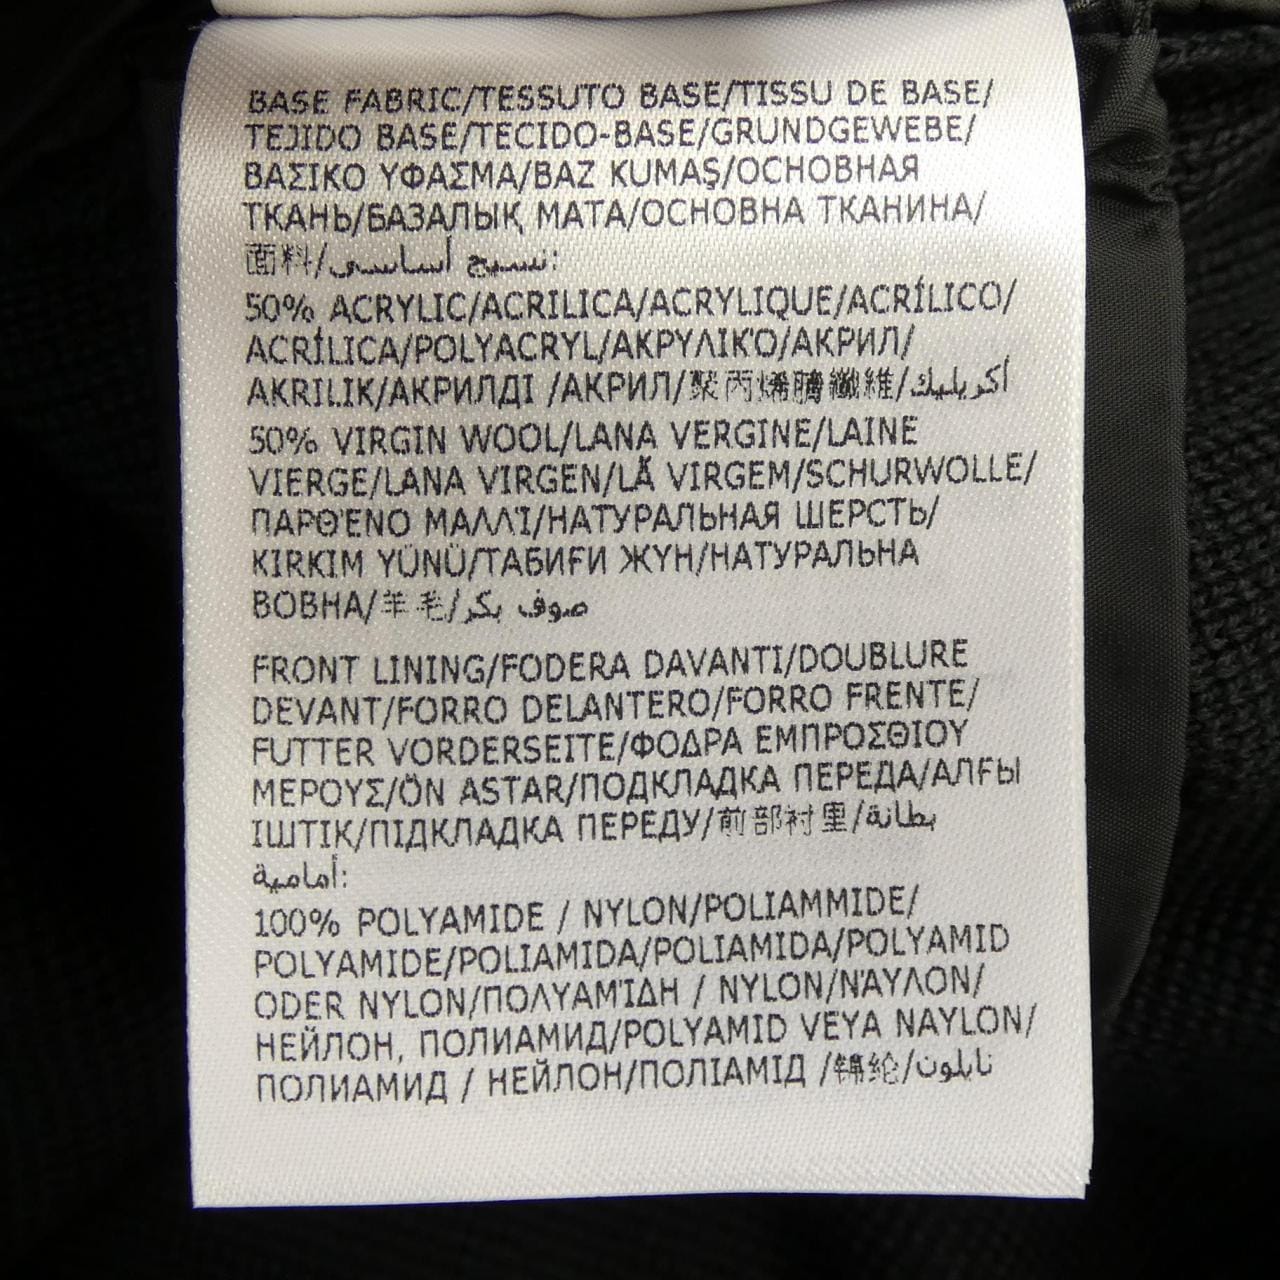 BASE FABRIC/TESSUTO BASE/TISSU DE BASE/
TEJIDO BASE/TECIDO-BASE/GRUNDGEWEBE/
ΒΑΣΙΚΟ ΥΦΑΣΜΑ/BAZ KUMAŞ/ОСНОВНАЯ
ТКАНЬ/БАЗАЛЫҚ МАТА/ОСНОВНА ТКАНИНА/
面料/نسيج أساسي:
50% ACRYLIC/ACRILICA/ACRYLIQUE/ACRÍLICO/
ACRÍLICA/POLYACRYL/ΑΚΡΥΛΙΚΌ/АКРИЛ/
AKRILIK/АКРИЛДІ /АКРИЛ/聚丙烯腈纖維/أكريليك
50% VIRGIN WOOL/LANA VERGINE/LAINE
VIERGE/LANA VIRGEN/LÃ VIRGEM/SCHURWOLLE/
ΠΑΡΘΈΝΟ ΜΑΛΛΊ/НАТУРАЛЬНАЯ ШЕРСТЬ/
KIRKIM YÜNÜ/ТАБИҒИ ЖҮН/НАТУРАЛЬНА
ВОВНА/羊毛/صوف بكر
FRONT LINING/FODERA DAVANTI/DOUBLURE
DEVANT/FORRO DELANTERO/FORRO FRENTE/
FUTTER VORDERSEITE/ΦΟΔΡΑ ΕΜΠΡΟΣΘΙΟΥ
ΜΕΡΟΥΣ/ÖN ASTAR/ПОДКЛАДКА ПЕРЕДА/АЛҒЫ
ІШТІК/ПІДКЛАДКА ПЕРЕДУ/前部衬里/بطانة
أمامية:
100% POLYAMIDE / NYLON/POLIAMMIDE/
POLYAMIDE/POLIAMIDA/POLIAMIDA/POLYAMID
ODER NYLON/ΠΟΛΥΑΜΊΔΗ / NYLON/ΝΆΥΛΟΝ/
НЕЙЛОН, ПОЛИАМИД/POLYAMID VEYA NAYLON/
ПОЛИАМИД / НЕЙЛОН/ПОЛІАМІД /锦纶/نايلون